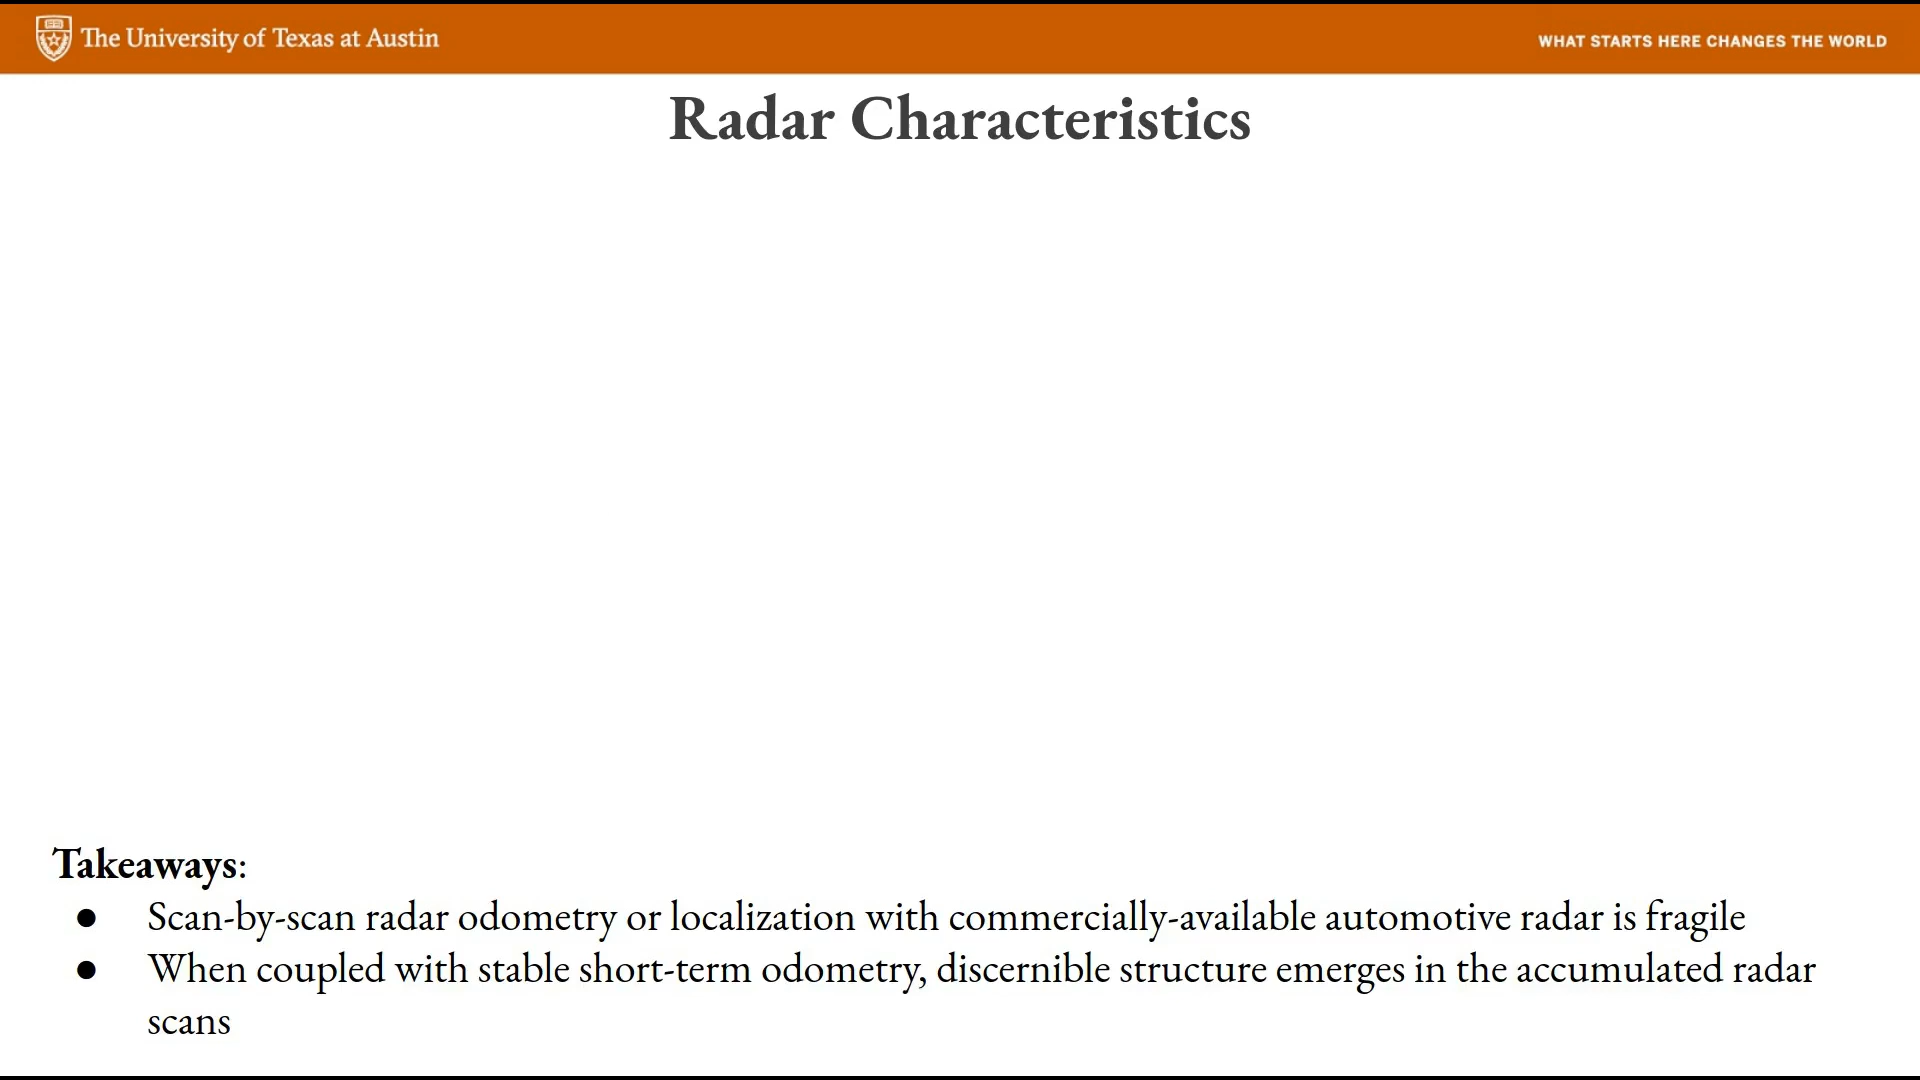 The University of Texas at Austin
WHAT STARTS HERE CHANGES THE WORLD
Radar Characteristics
Takeaways:
● Scan-by-scan radar odometry or localization with commercially-available automotive radar is fragile
● When coupled with stable short-term odometry, discernible structure emerges in the accumulated radar
scans